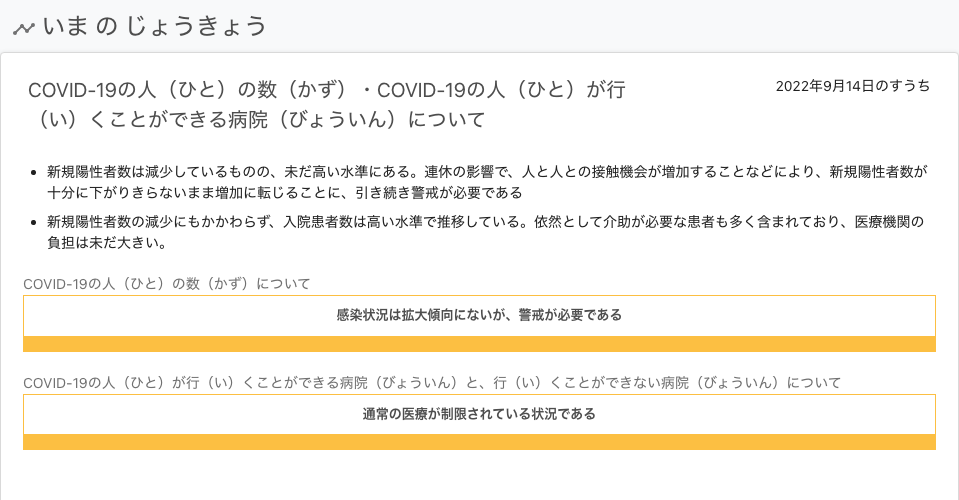 いま の じょうきょう
COVID-19の人（ひと）の数（かず）・COVID-19の人（ひと）が行
（い）くことができる病院（びょういん）について
2022年9月14日のすうち
新規陽性者数は減少しているものの、未だ高い水準にある。連休の影響で、人と人との接触機会が増加することなどにより、新規陽性者数が
十分に下がりきらないまま増加に転じることに、引き続き警戒が必要である
新規陽性者数の減少にもかかわらず、入院患者数は高い水準で推移している。依然として介助が必要な患者も多く含まれており、医療機関の
負担は未だ大きい。
COVID-19の人（ひと）の数（かず）について
感染状況は拡大傾向にないが、警戒が必要である
COVID-19の人（ひと）が行（い）くことができる病院（びょういん）と、行（い）くことができない病院（びょういん）について
通常の医療が制限されている状況である